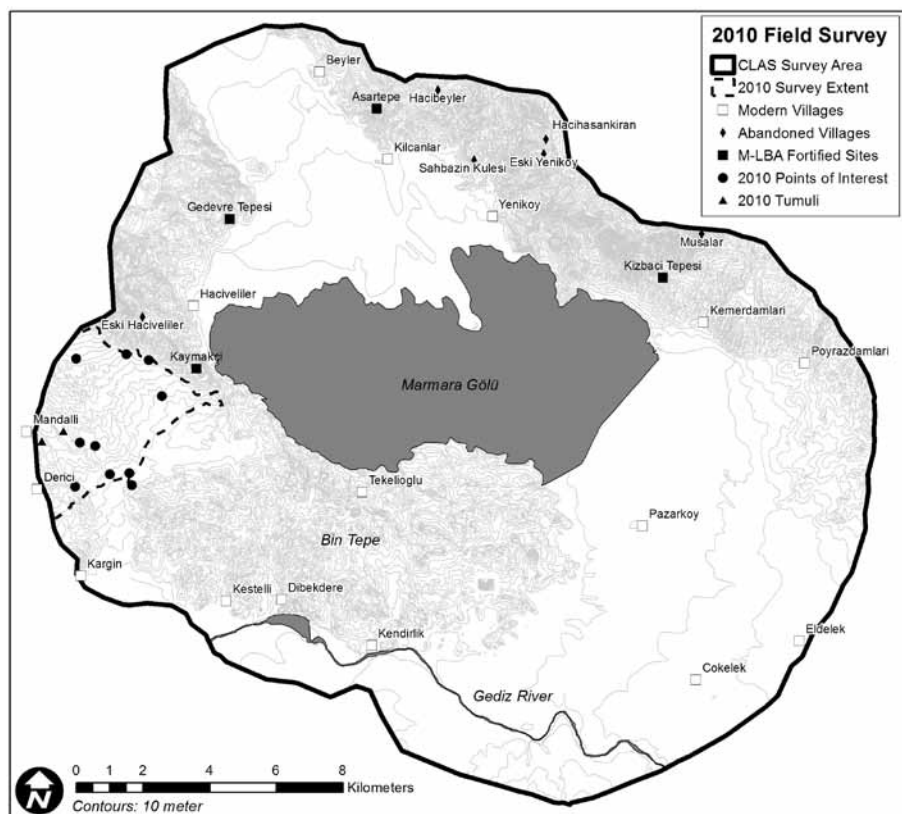 2010 Field Survey
CLAS Survey Area
2010 Survey Extent
Modern Villages
Abandoned Villages
M-LBA Fortified Sites
2010 Points of Interest
2010 Tumuli
Beyler
Asartepe
Hacibeyler
Hacihasankiran
Kilcanlar
Sahbazin Kulesi
Eski Yenikoy
Gedevre Tepesi
Yenikoy
Musalar
Kizbaci Tepesi
Haciveliler
Eski Haciveliler
Kemerdamlari
Kaymakçi
Poyrazdamlari
Marmara Gölü
Mandalli
Denci
Tekelioglu
Pazarkoy
Bin Tepe
Kargin
Kestelli
Dibekdere
Kendirlik
Eldelek
Cokelek
Gediz River
N
0 1 2 4 6 8
Kilometers
Contours: 10 meter